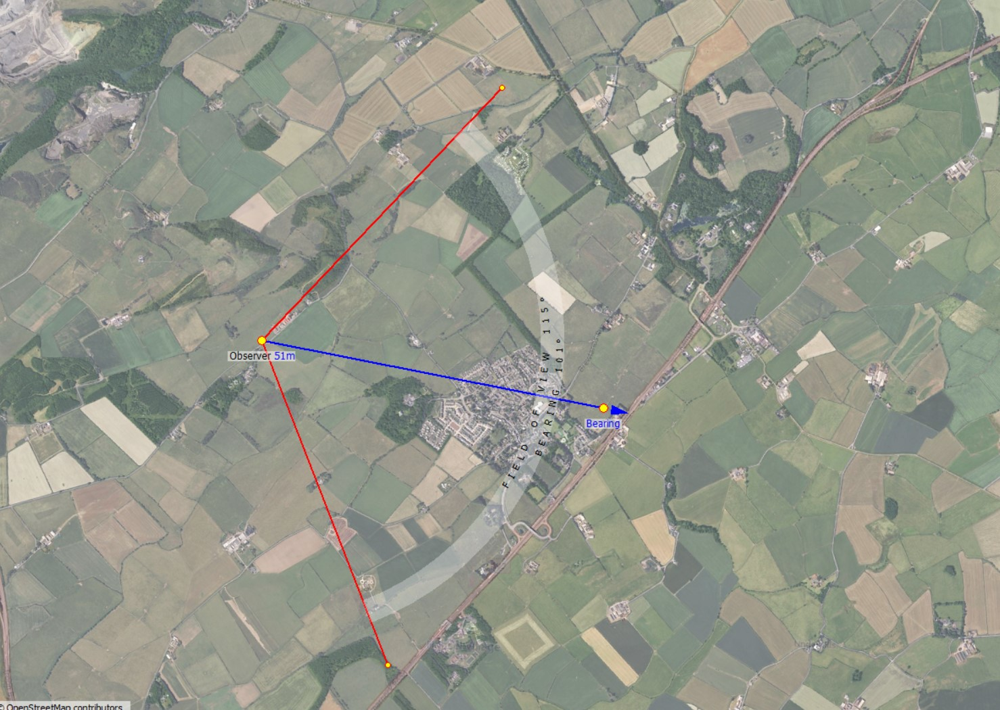 FIELD OF VIEW 115°
BEARING 101°
Observer 51m
Bearing
© OpenStreetMap contributors